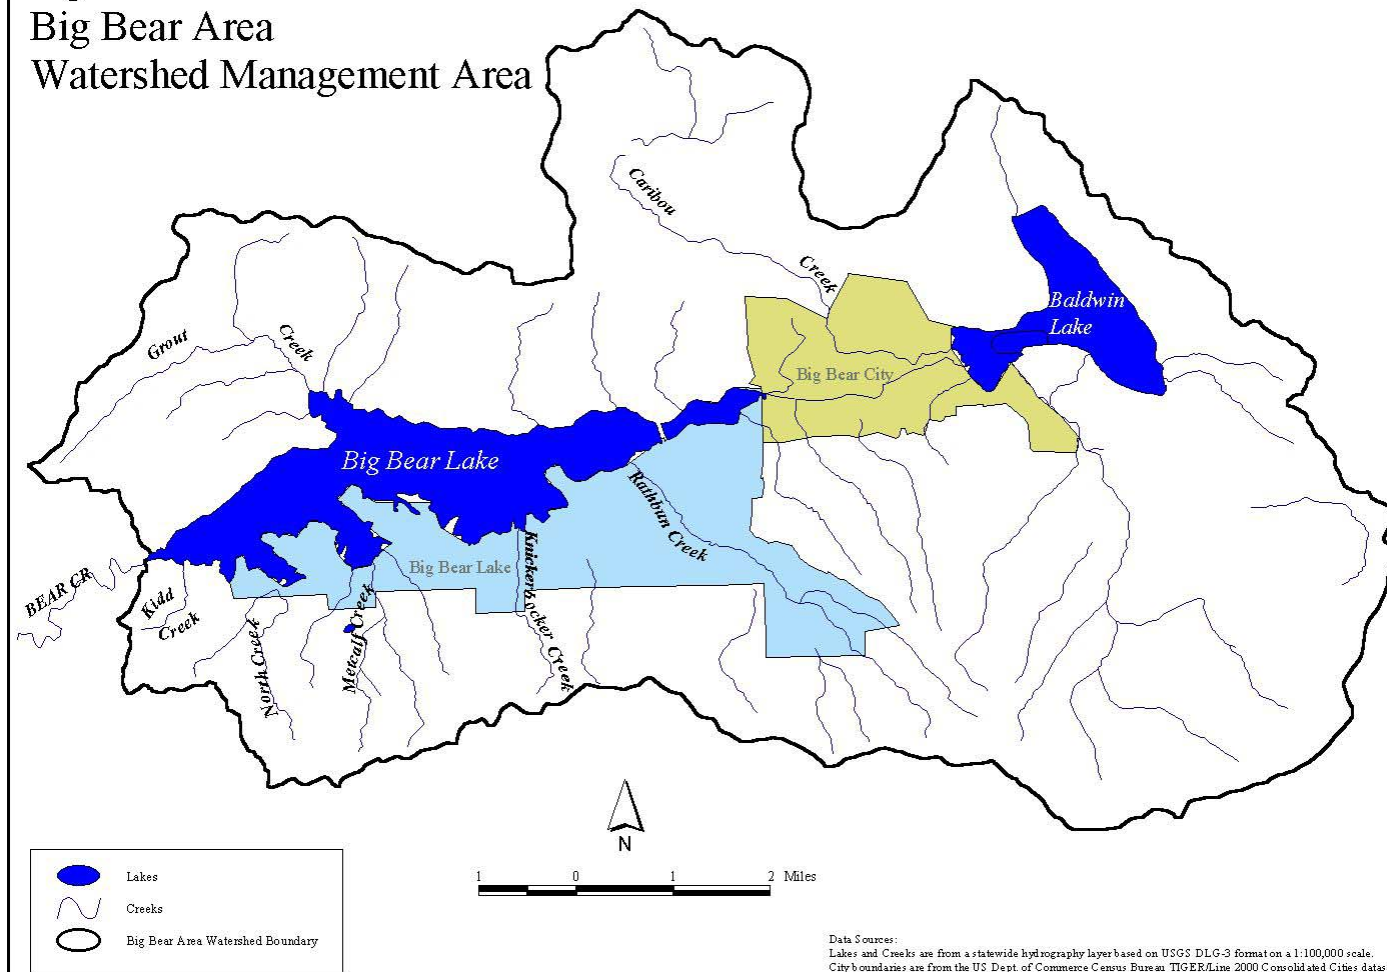 Big Bear Area
Watershed Management Area
Caribou
Creek
Baldwin
Lake
Grout
Creek
Big Bear City
Big Bear Lake
Rathbun Creek
Knickerbocker Creek
Big Bear Lake
BEAR CR
Kidd
Creek
North Creek
Metcalf Creek
N
1 0 1 2 Miles
Lakes
Creeks
Big Bear Area Watershed Boundary
Data Sources:
Lakes and Creeks are from a statewide hydrography layer based on USGS DLG-3 format on a 1:100,000 scale.
City boundaries are from the US Dept. of Commerce Census Bureau TIGER/Line 2000 Consolidated Cities datas